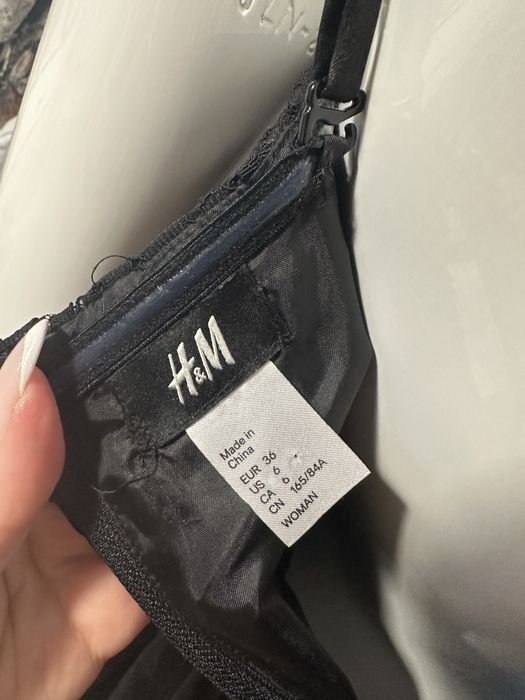 H&M
Made in
China
EUR 36
US 6
CA 6
CN 165/84A
WOMAN